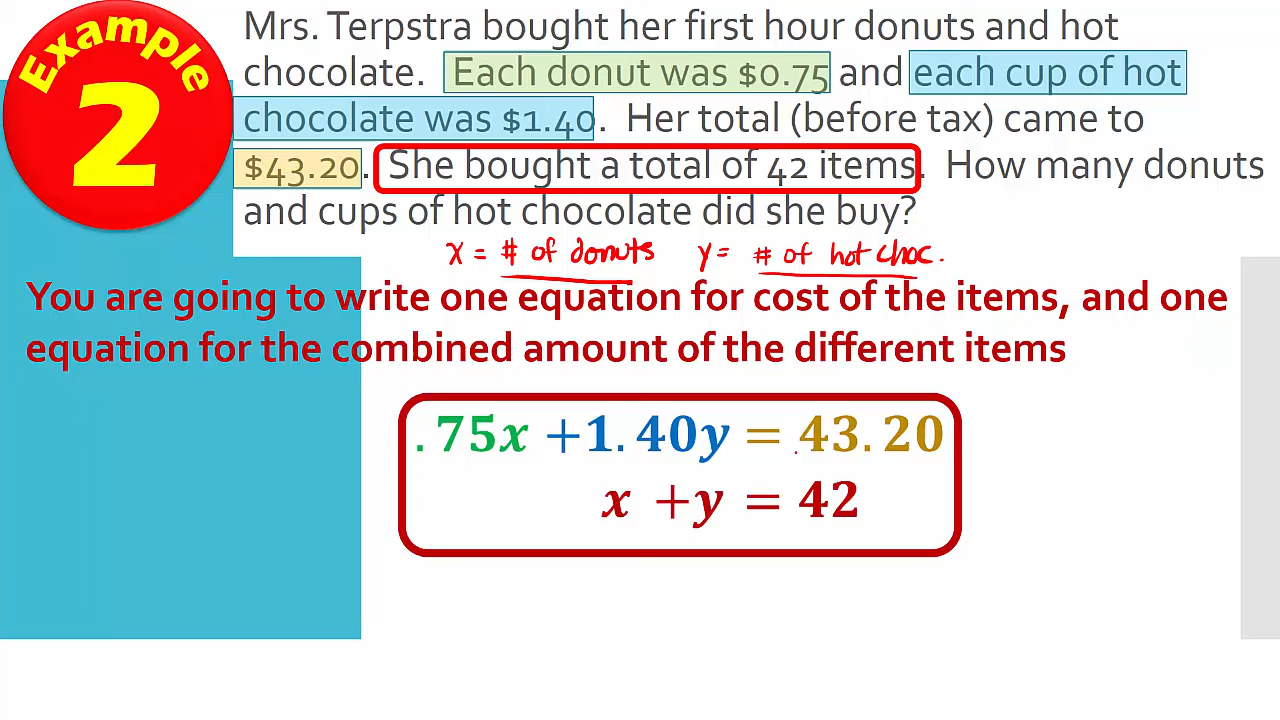 Example
2
Mrs. Terpstra bought her first hour donuts and hot
chocolate. Each donut was $0.75 and each cup of hot
chocolate was $1.40. Her total (before tax) came to
$43.20. She bought a total of 42 items. How many donuts
and cups of hot chocolate did she buy?
x = # of donuts y = # of hot choc.
You are going to write one equation for cost of the items, and one
equation for the combined amount of the different items
.75x +1.40y = 43.20
x +y = 42